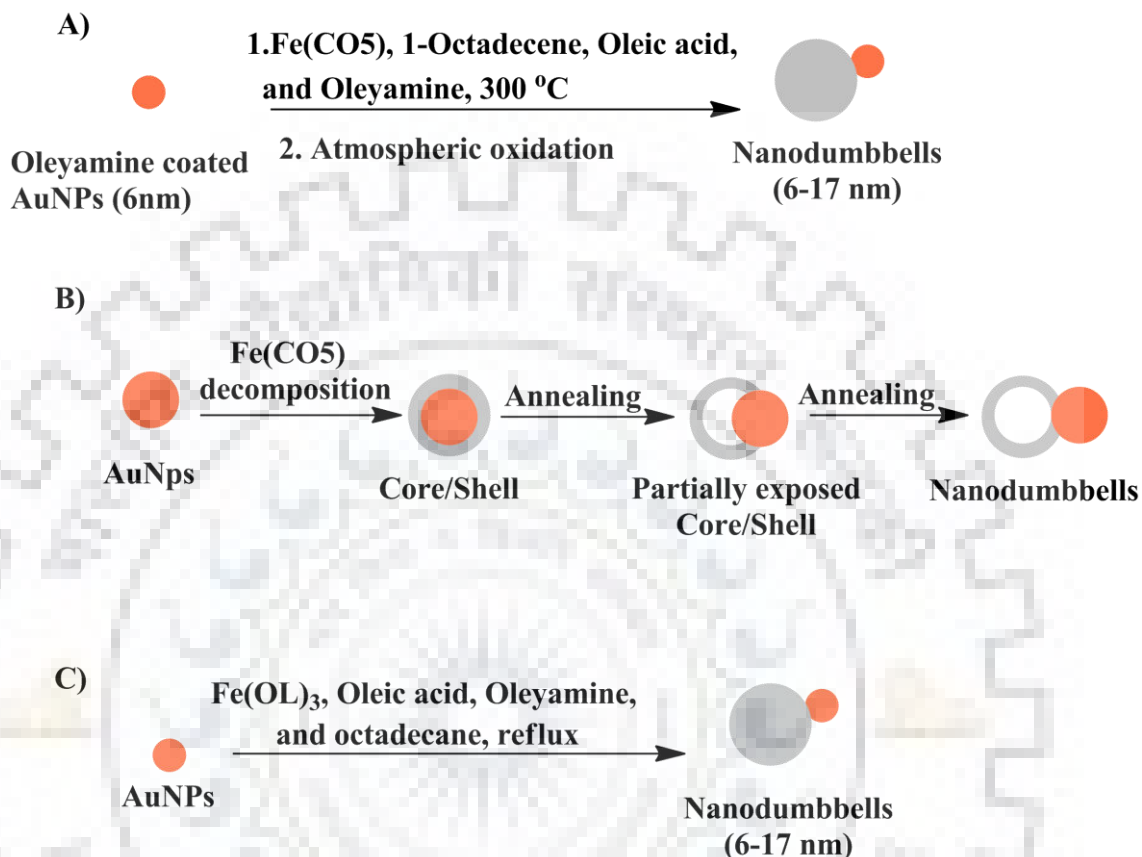 A)
1.Fe(CO5), 1-Octadecene, Oleic acid,
and Oleyamine, 300 ⁰C
2. Atmospheric oxidation
Oleyamine coated
AuNPs (6nm)
Nanodumbbells
(6-17 nm)
B)
Fe(CO5)
decomposition
Annealing
Annealing
AuNps
Core/Shell
Partially exposed
Core/Shell
Nanodumbbells
C)
Fe(OL)₃, Oleic acid, Oleyamine,
and octadecane, reflux
AuNPs
Nanodumbbells
(6-17 nm)